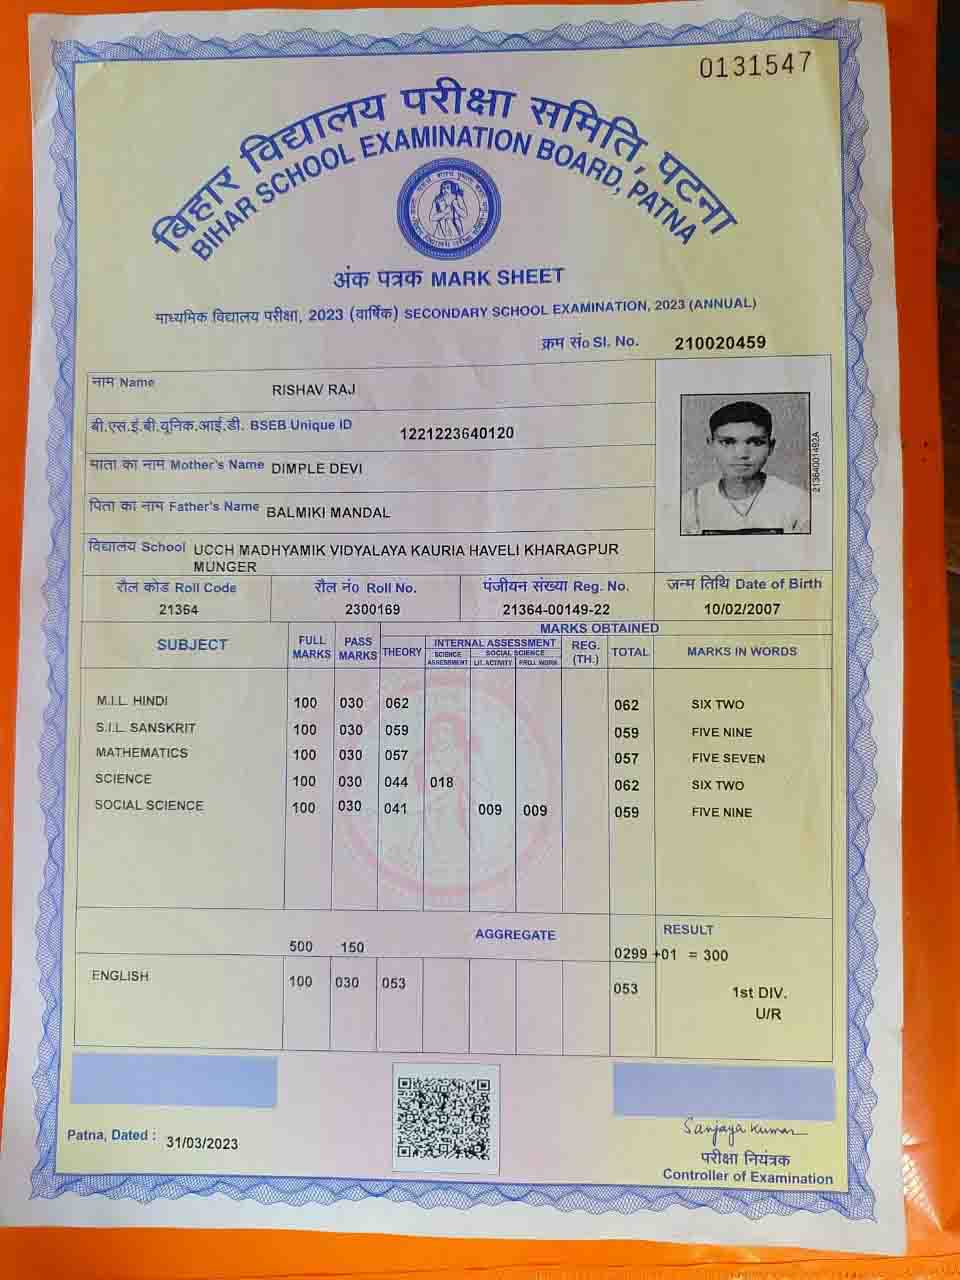 0131547
बिहार विद्यालय परीक्षा समिति, पटना
BIHAR SCHOOL EXAMINATION BOARD, PATNA
अंक पत्रक MARK SHEET
माध्यमिक विद्यालय परीक्षा, 2023 (वार्षिक) SECONDARY SCHOOL EXAMINATION, 2023 (ANNUAL)
क्रम सं० Sl. No. 210020459
नाम Name RISHAV RAJ
बी.एस.ई.बी.यूनिक.आई.डी. BSEB Unique ID 1221223640120
माता का नाम Mother's Name DIMPLE DEVI
21364001492A
पिता का नाम Father's Name BALMIKI MANDAL
विद्यालय School UCCH MADHYAMIK VIDYALAYA KAURIA HAVELI KHARAGPUR
MUNGER
रौल कोड Roll Code रौल नं० Roll No. पंजीयन संख्या Reg. No. जन्म तिथि Date of Birth
21364 2300169 21364-00149-22 10/02/2007
MARKS OBTAINED
SUBJECT FULL MARKS PASS MARKS THEORY INTERNAL ASSESSMENT REG. (TH.) TOTAL MARKS IN WORDS
SCIENCE ASSESSMENT SOCIAL SCIENCE LIT. ACTIVITY PROJ. WORK
M.I.L. HINDI 100 030 062 062 SIX TWO
S.I.L. SANSKRIT 100 030 059 059 FIVE NINE
MATHEMATICS 100 030 057 057 FIVE SEVEN
SCIENCE 100 030 044 018 062 SIX TWO
SOCIAL SCIENCE 100 030 041 009 009 059 FIVE NINE
AGGREGATE RESULT
500 150 0299 +01 = 300
ENGLISH 100 030 053 053 1st DIV.
U/R
Patna, Dated : 31/03/2023
Sanjaya Kumar
परीक्षा नियंत्रक
Controller of Examination